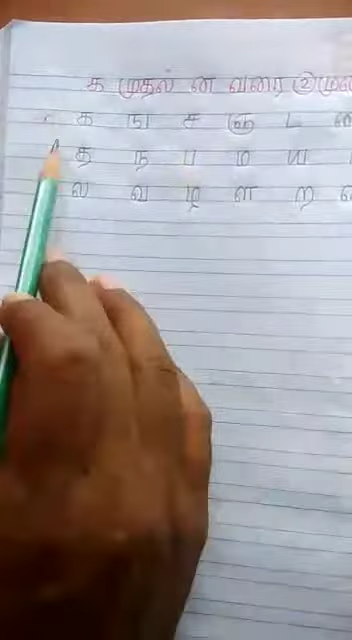 க முதல் ன வரை
க ங ச ஞ ட
த ந ப ம ய
ல வ ழ ள ற